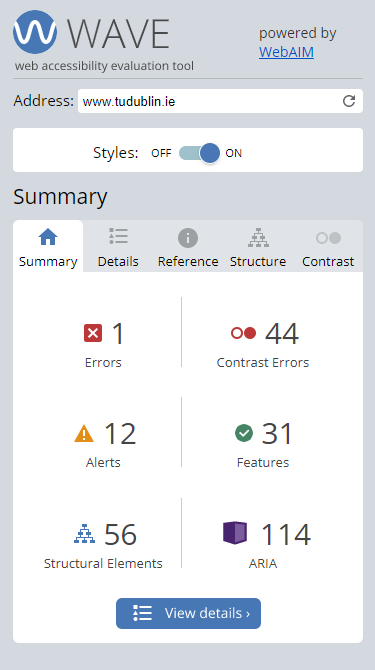 WAVE
web accessibility evaluation tool
powered by
WebAIM
Address: www.tudublin.ie
Styles: OFF ON
Summary
Summary Details Reference Structure Contrast
1
Errors
44
Contrast Errors
12
Alerts
31
Features
56
Structural Elements
114
ARIA
View details ›